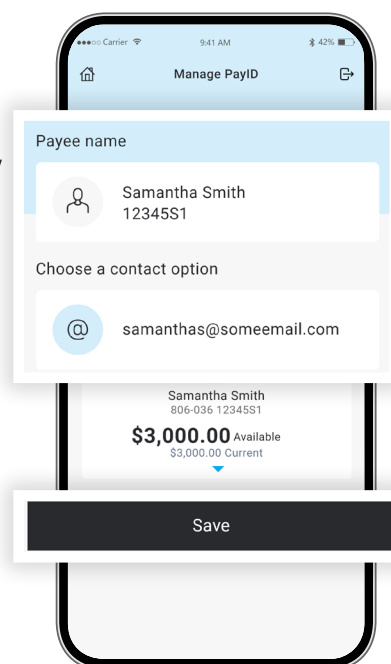 Carrier 9:41 AM 42%
Manage PayID
Payee name
Samantha Smith
12345S1
Choose a contact option
@ samanthas@someemail.com
Samantha Smith
806-036 12345S1
$3,000.00 Available
$3,000.00 Current
Save